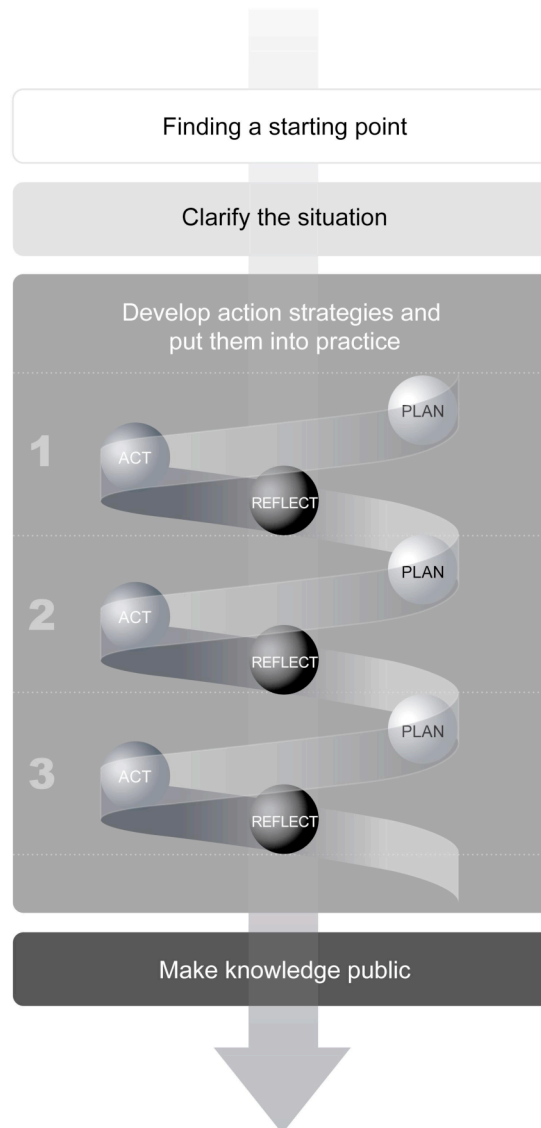 Finding a starting point
Clarify the situation
Develop action strategies and
put them into practice
PLAN
1
ACT
REFLECT
PLAN
2
ACT
REFLECT
PLAN
3
ACT
REFLECT
Make knowledge public